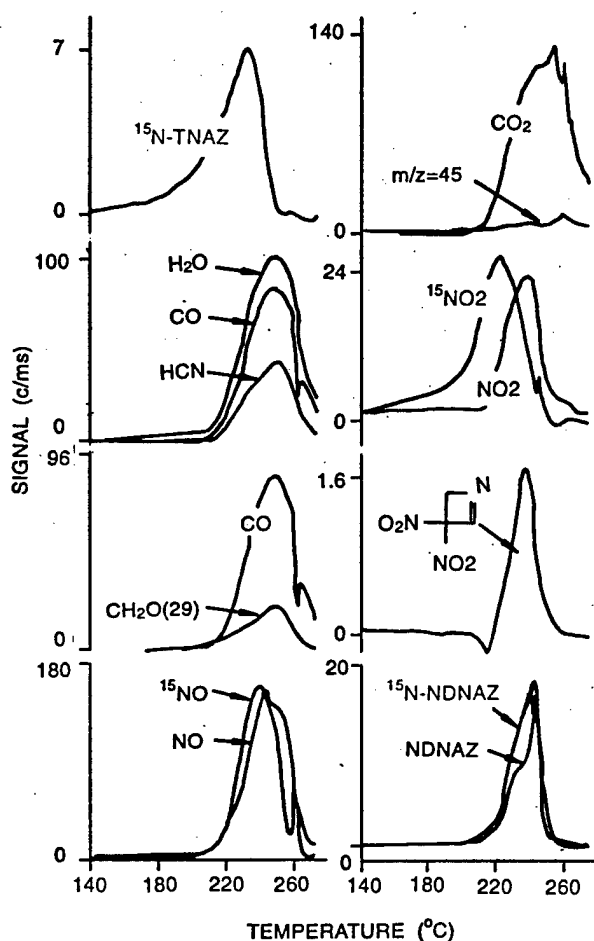 7
¹⁵N-TNAZ
0
140
CO₂
m/z=45
0
100
H₂O
CO
HCN
0
24
¹⁵NO2
NO2
0
96
CO
CH₂O(29)
0
1.6
N
O₂N
NO2
0
180
¹⁵NO
NO
0
20
¹⁵N-NDNAZ
NDNAZ
0
140 220 260
140 220 260
SIGNAL (c/ms)
TEMPERATURE (°C)